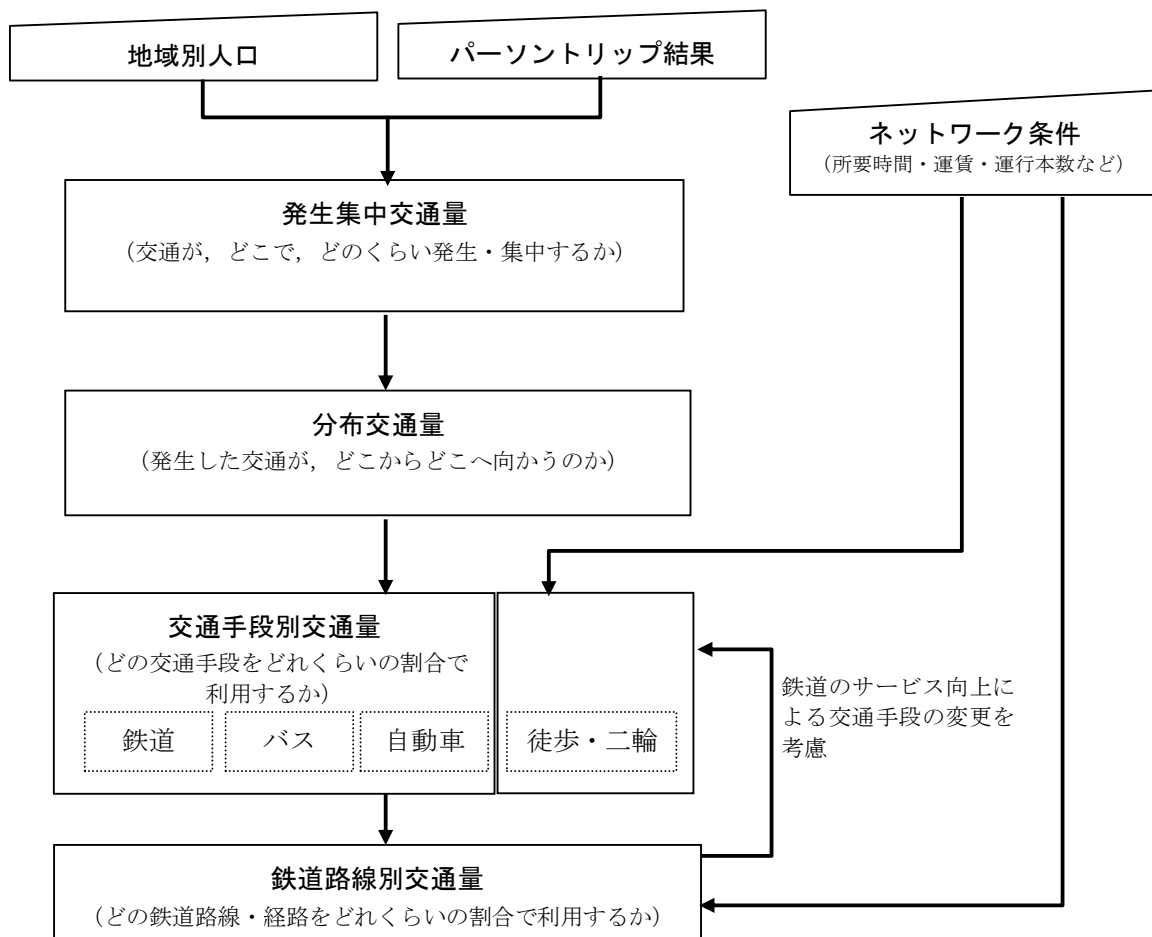 地域別人口
パーソントリップ結果
ネットワーク条件
（所要時間・運賃・運行本数など）
発生集中交通量
（交通が，どこで，どのくらい発生・集中するか）
分布交通量
（発生した交通が，どこからどこへ向かうのか）
交通手段別交通量
（どの交通手段をどれくらいの割合で
利用するか）
鉄道
バス
自動車
徒歩・二輪
鉄道のサービス向上に
よる交通手段の変更を
考慮
鉄道路線別交通量
（どの鉄道路線・経路をどれくらいの割合で利用するか）